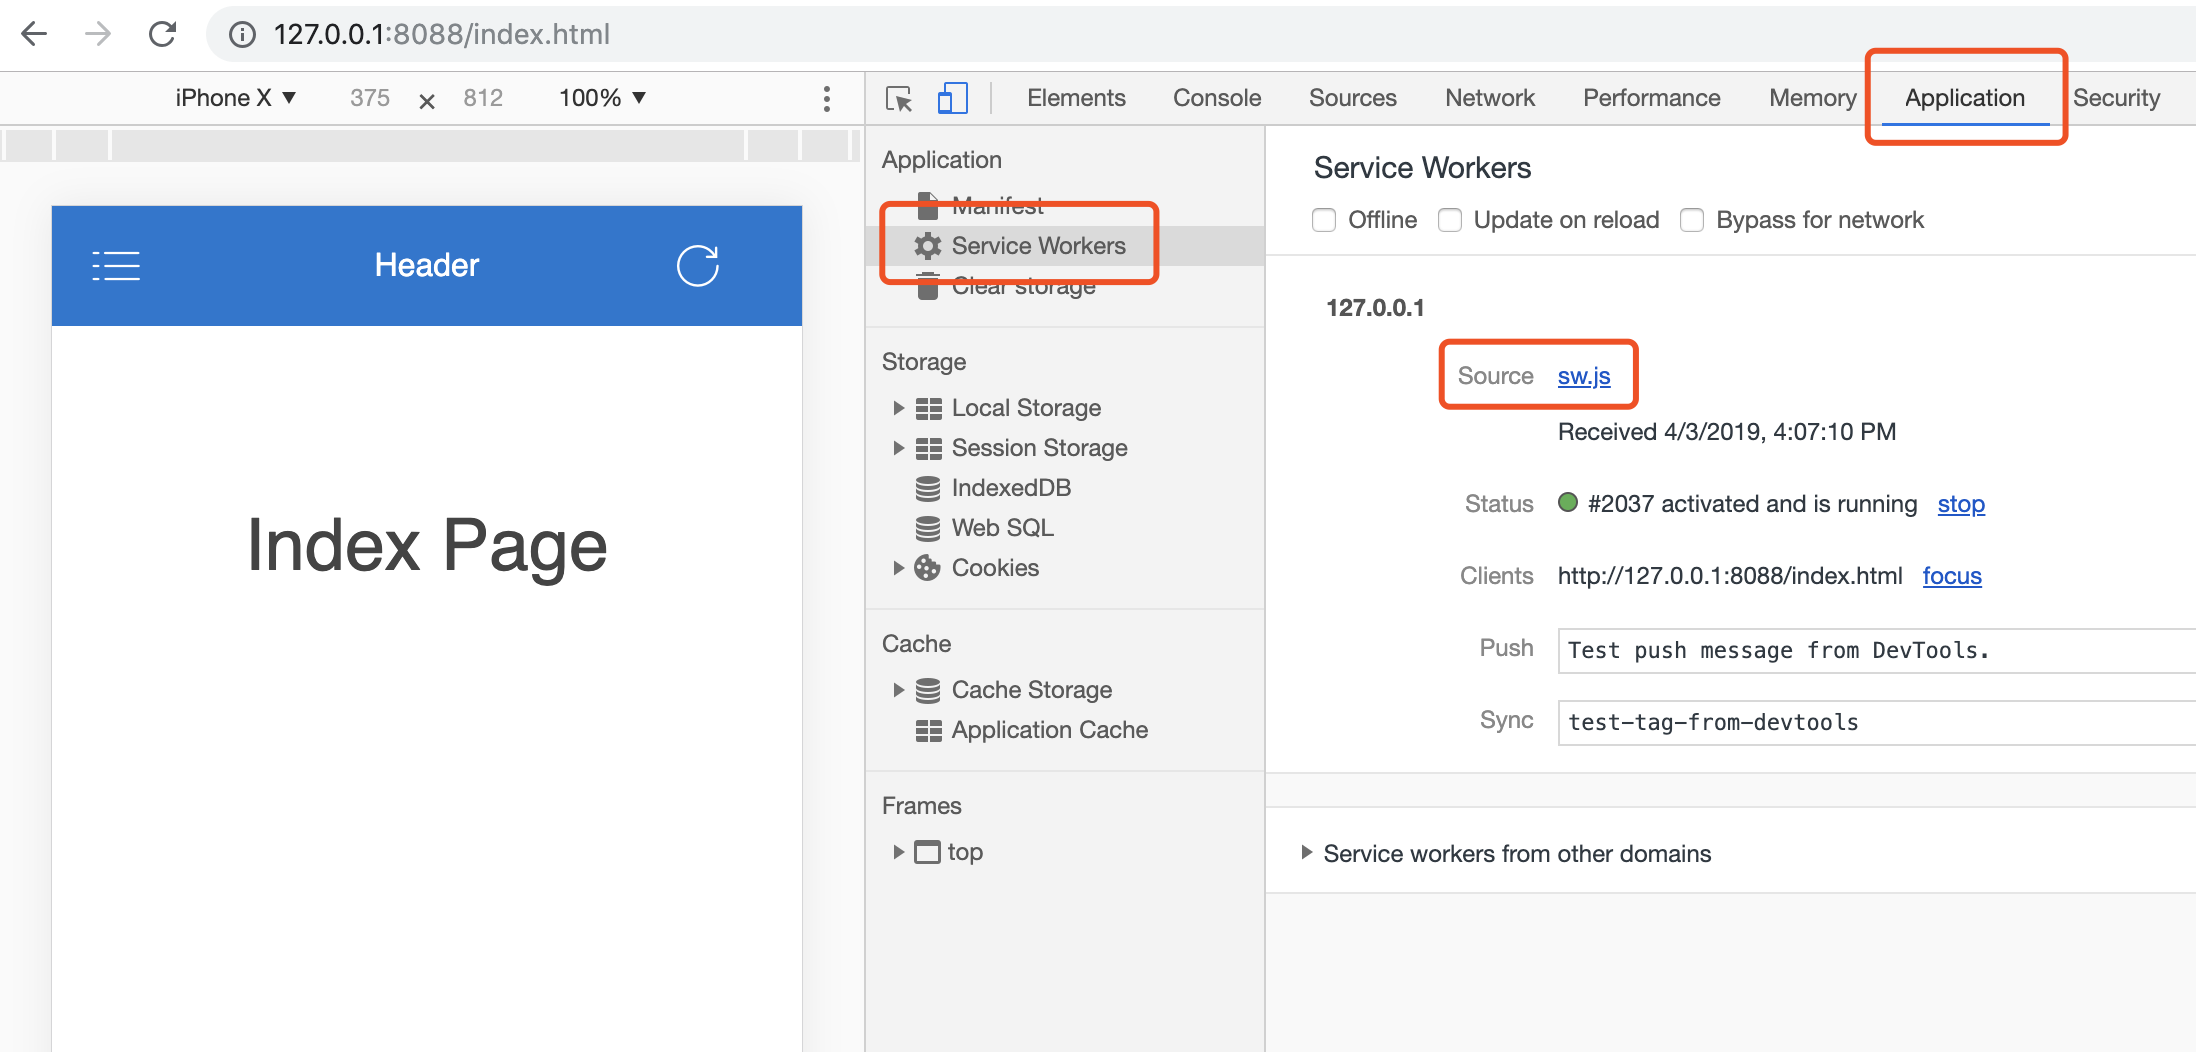 127.0.0.1:8088/index.html
iPhone X ▼ 375 × 812 100% ▼
Elements Console Sources Network Performance Memory Application Security
Header
Index Page
Application
Manifest
Service Workers
Clear storage
Storage
Local Storage
Session Storage
IndexedDB
Web SQL
Cookies
Cache
Cache Storage
Application Cache
Frames
top
Service Workers
Offline Update on reload Bypass for network
127.0.0.1
Source sw.js
Received 4/3/2019, 4:07:10 PM
Status #2037 activated and is running stop
Clients http://127.0.0.1:8088/index.html focus
Push Test push message from DevTools.
Sync test-tag-from-devtools
Service workers from other domains